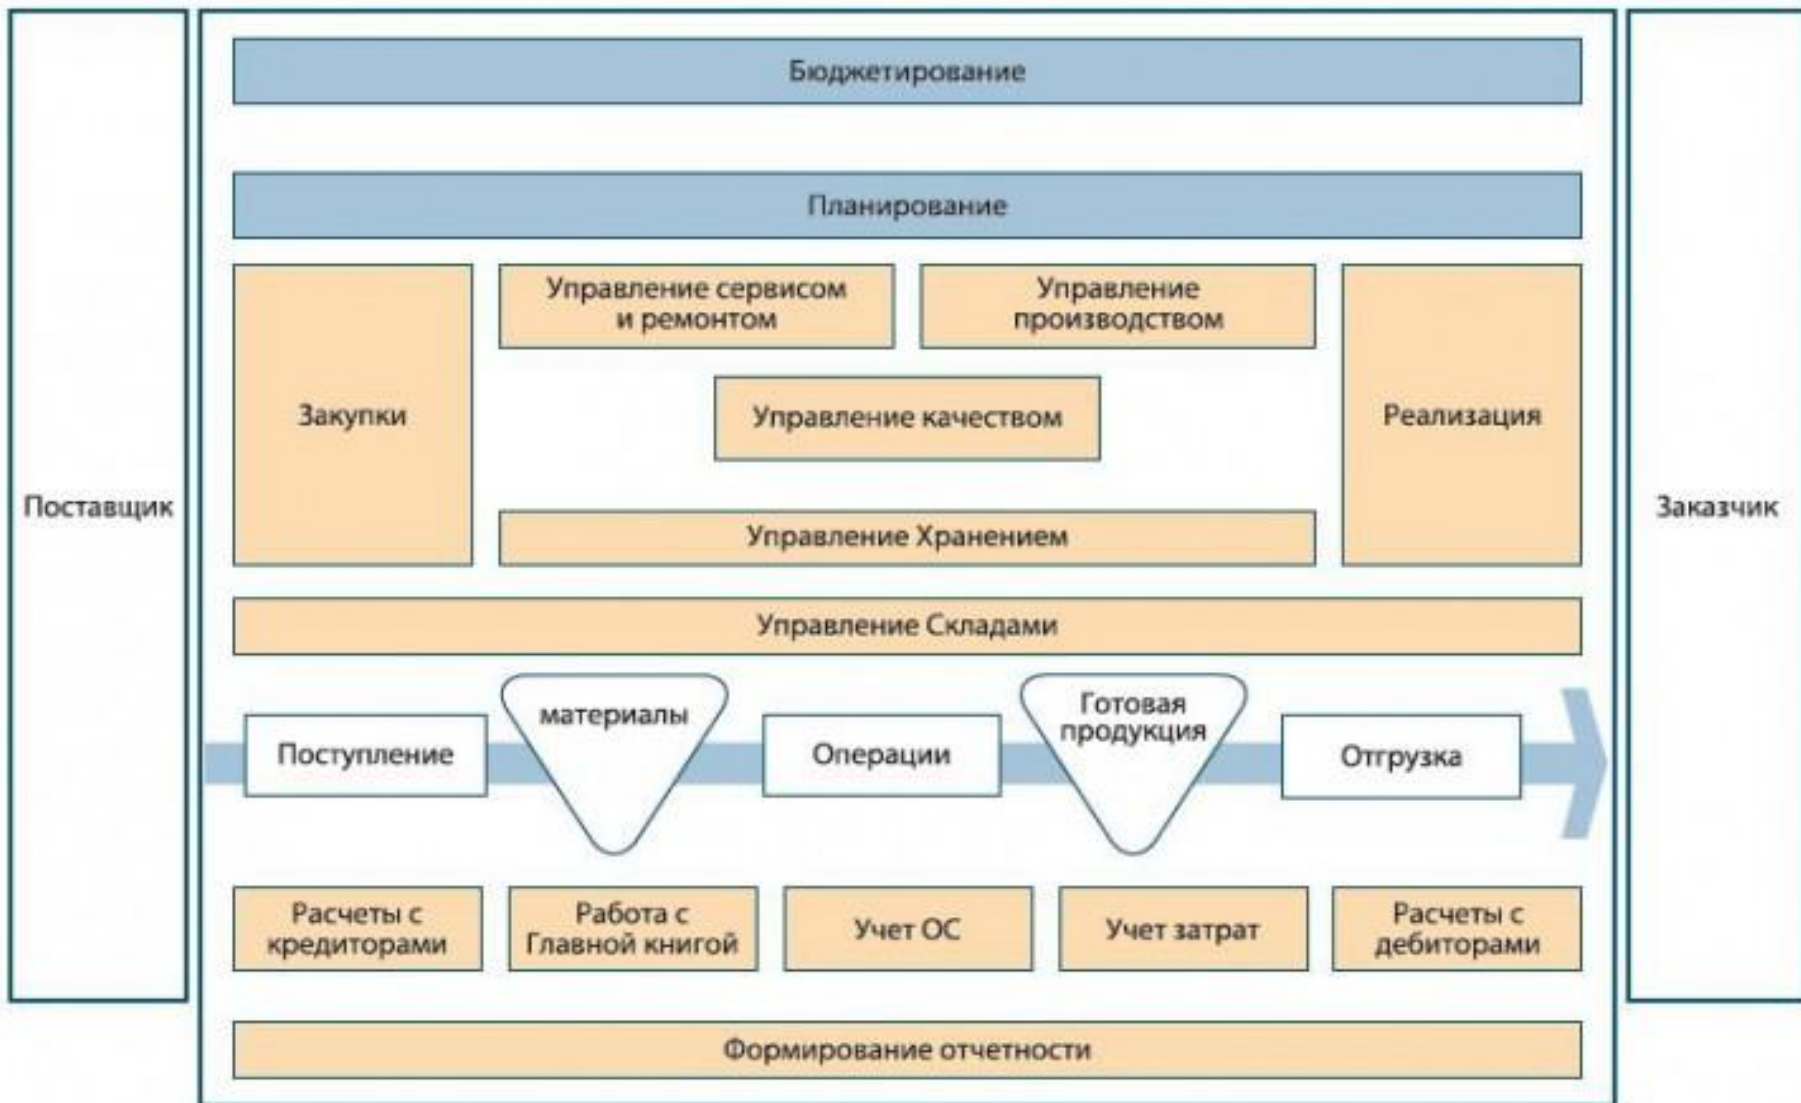 Бюджетирование
Планирование
Управление сервисом
и ремонтом
Управление
производством
Закупки
Управление качеством
Реализация
Поставщик
Управление Хранением
Заказчик
Управление Складами
материалы
Готовая
продукция
Поступление
Операции
Отгрузка
Расчеты с
кредиторами
Работа с
Главной книгой
Учет ОС
Учет затрат
Расчеты с
дебиторами
Формирование отчетности